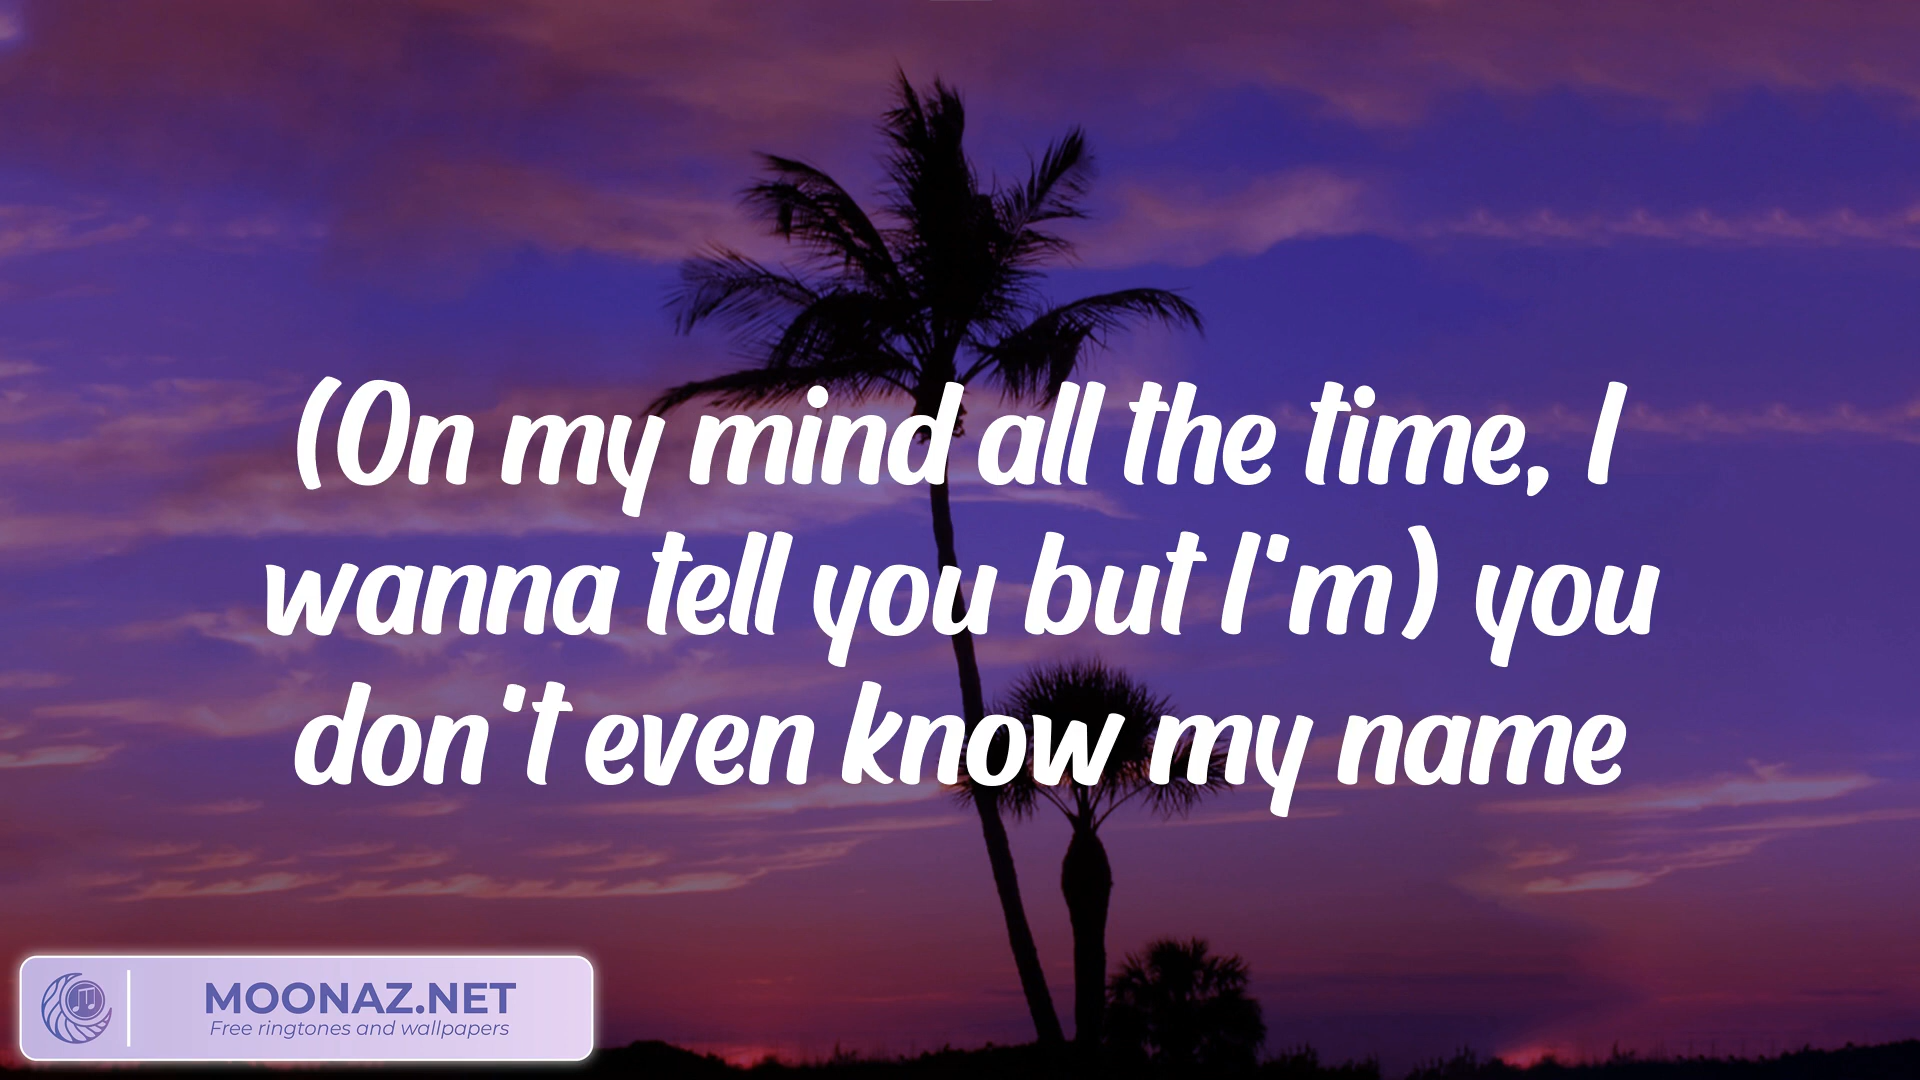 (On my mind all the time, I
wanna tell you but I'm) you
don't even know my name
MOONAZ.NET
Free ringtones and wallpapers